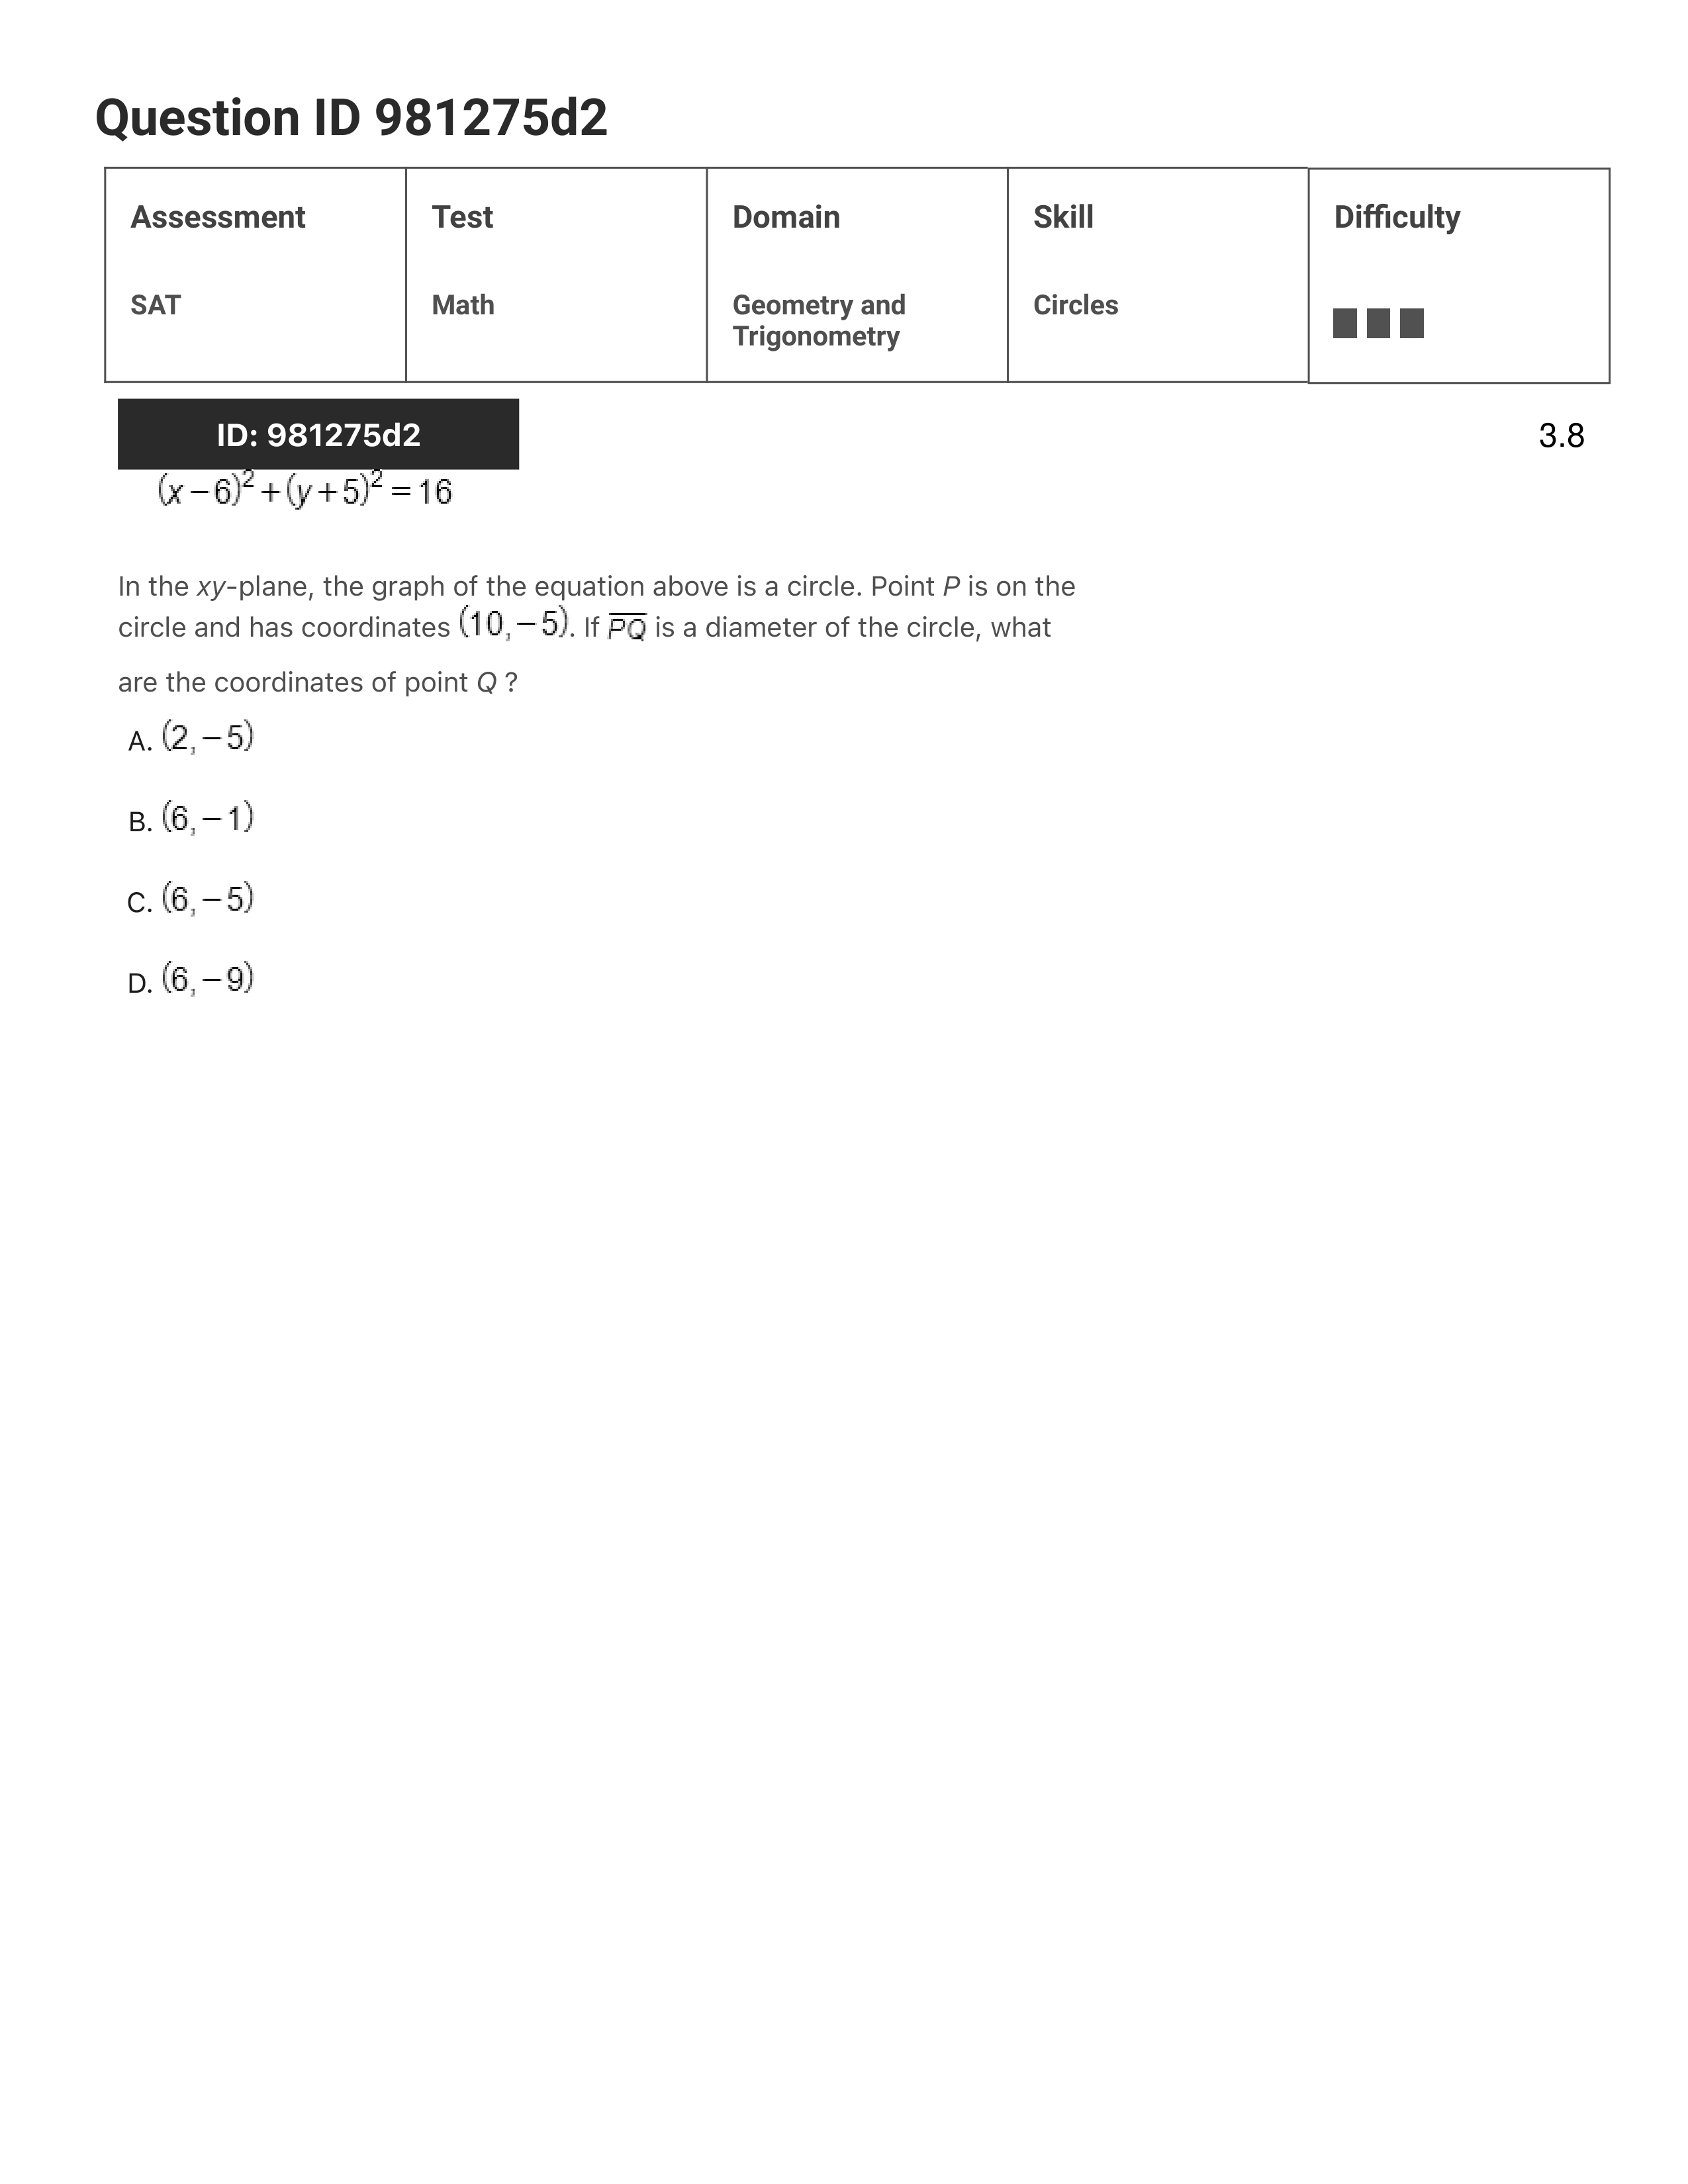 Question ID 981275d2
Assessment Test Domain Skill Difficulty
SAT Math Geometry and Circles
Trigonometry
ID: 981275d2 3.8
(x−6)²+(y+5)²=16
In the xy-plane, the graph of the equation above is a circle. Point P is on the
circle and has coordinates (10,−5). If P̅Q̅ is a diameter of the circle, what
are the coordinates of point Q ?
A. (2,−5)
B. (6,−1)
C. (6,−5)
D. (6,−9)